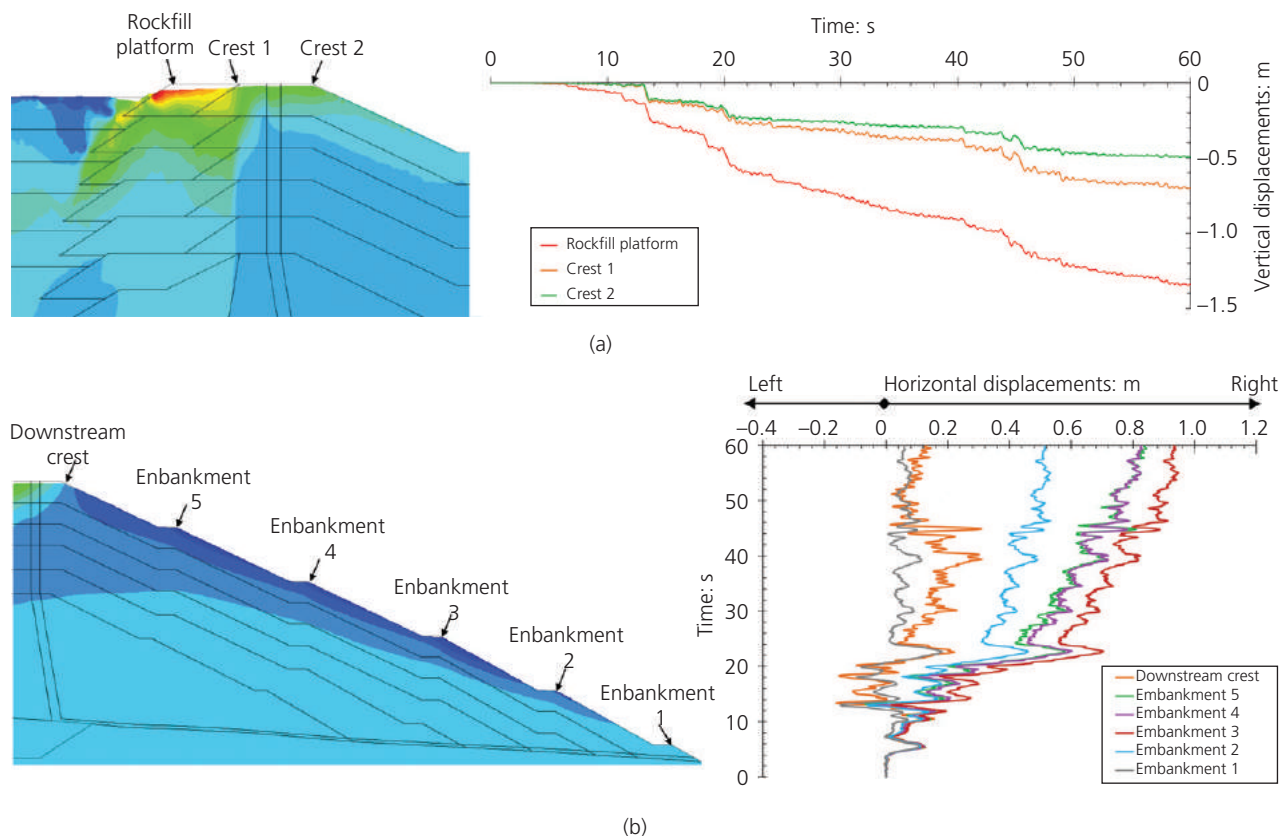 Rockfill
platform
Crest 1
Crest 2
Time: s
0
10
20
30
40
50
60
0
−0.5
−1.0
−1.5
Vertical displacements: m
Rockfill platform
Crest 1
Crest 2
(a)
Downstream
crest
Enbankment
5
Enbankment
4
Enbankment
3
Enbankment
2
Enbankment
1
Left
Horizontal displacements: m
Right
−0.4
−0.2
0
0.2
0.4
0.6
0.8
1.0
1.2
60
50
40
30
20
10
0
Time: s
Downstream crest
Embankment 5
Embankment 4
Embankment 3
Embankment 2
Embankment 1
(b)